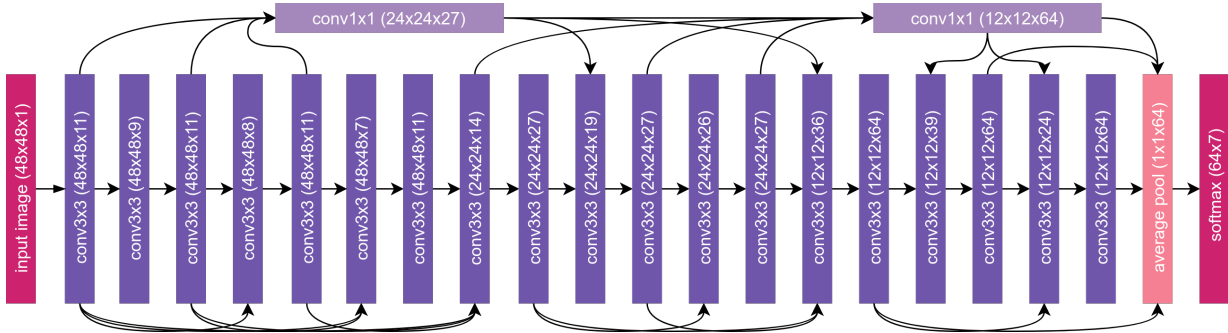 conv1x1 (24x24x27)
conv1x1 (12x12x64)
input image (48x48x1)
conv3x3 (48x48x11)
conv3x3 (48x48x9)
conv3x3 (48x48x11)
conv3x3 (48x48x8)
conv3x3 (48x48x11)
conv3x3 (48x48x7)
conv3x3 (48x48x11)
conv3x3 (24x24x14)
conv3x3 (24x24x27)
conv3x3 (24x24x19)
conv3x3 (24x24x27)
conv3x3 (24x24x26)
conv3x3 (24x24x27)
conv3x3 (12x12x36)
conv3x3 (12x12x64)
conv3x3 (12x12x39)
conv3x3 (12x12x64)
conv3x3 (12x12x24)
conv3x3 (12x12x64)
average pool (1x1x64)
softmax (64x7)